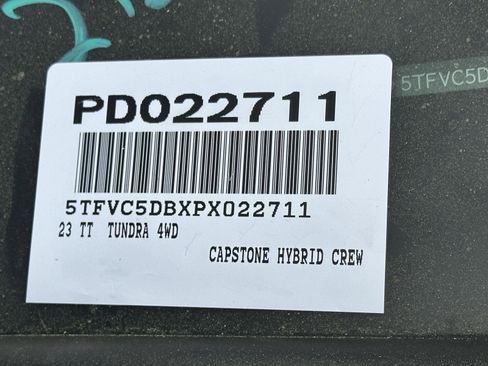 PD022711
5TFVC5D
5TFVC5DBXPX022711
23 TT TUNDRA 4WD
CAPSTONE HYBRID CREW